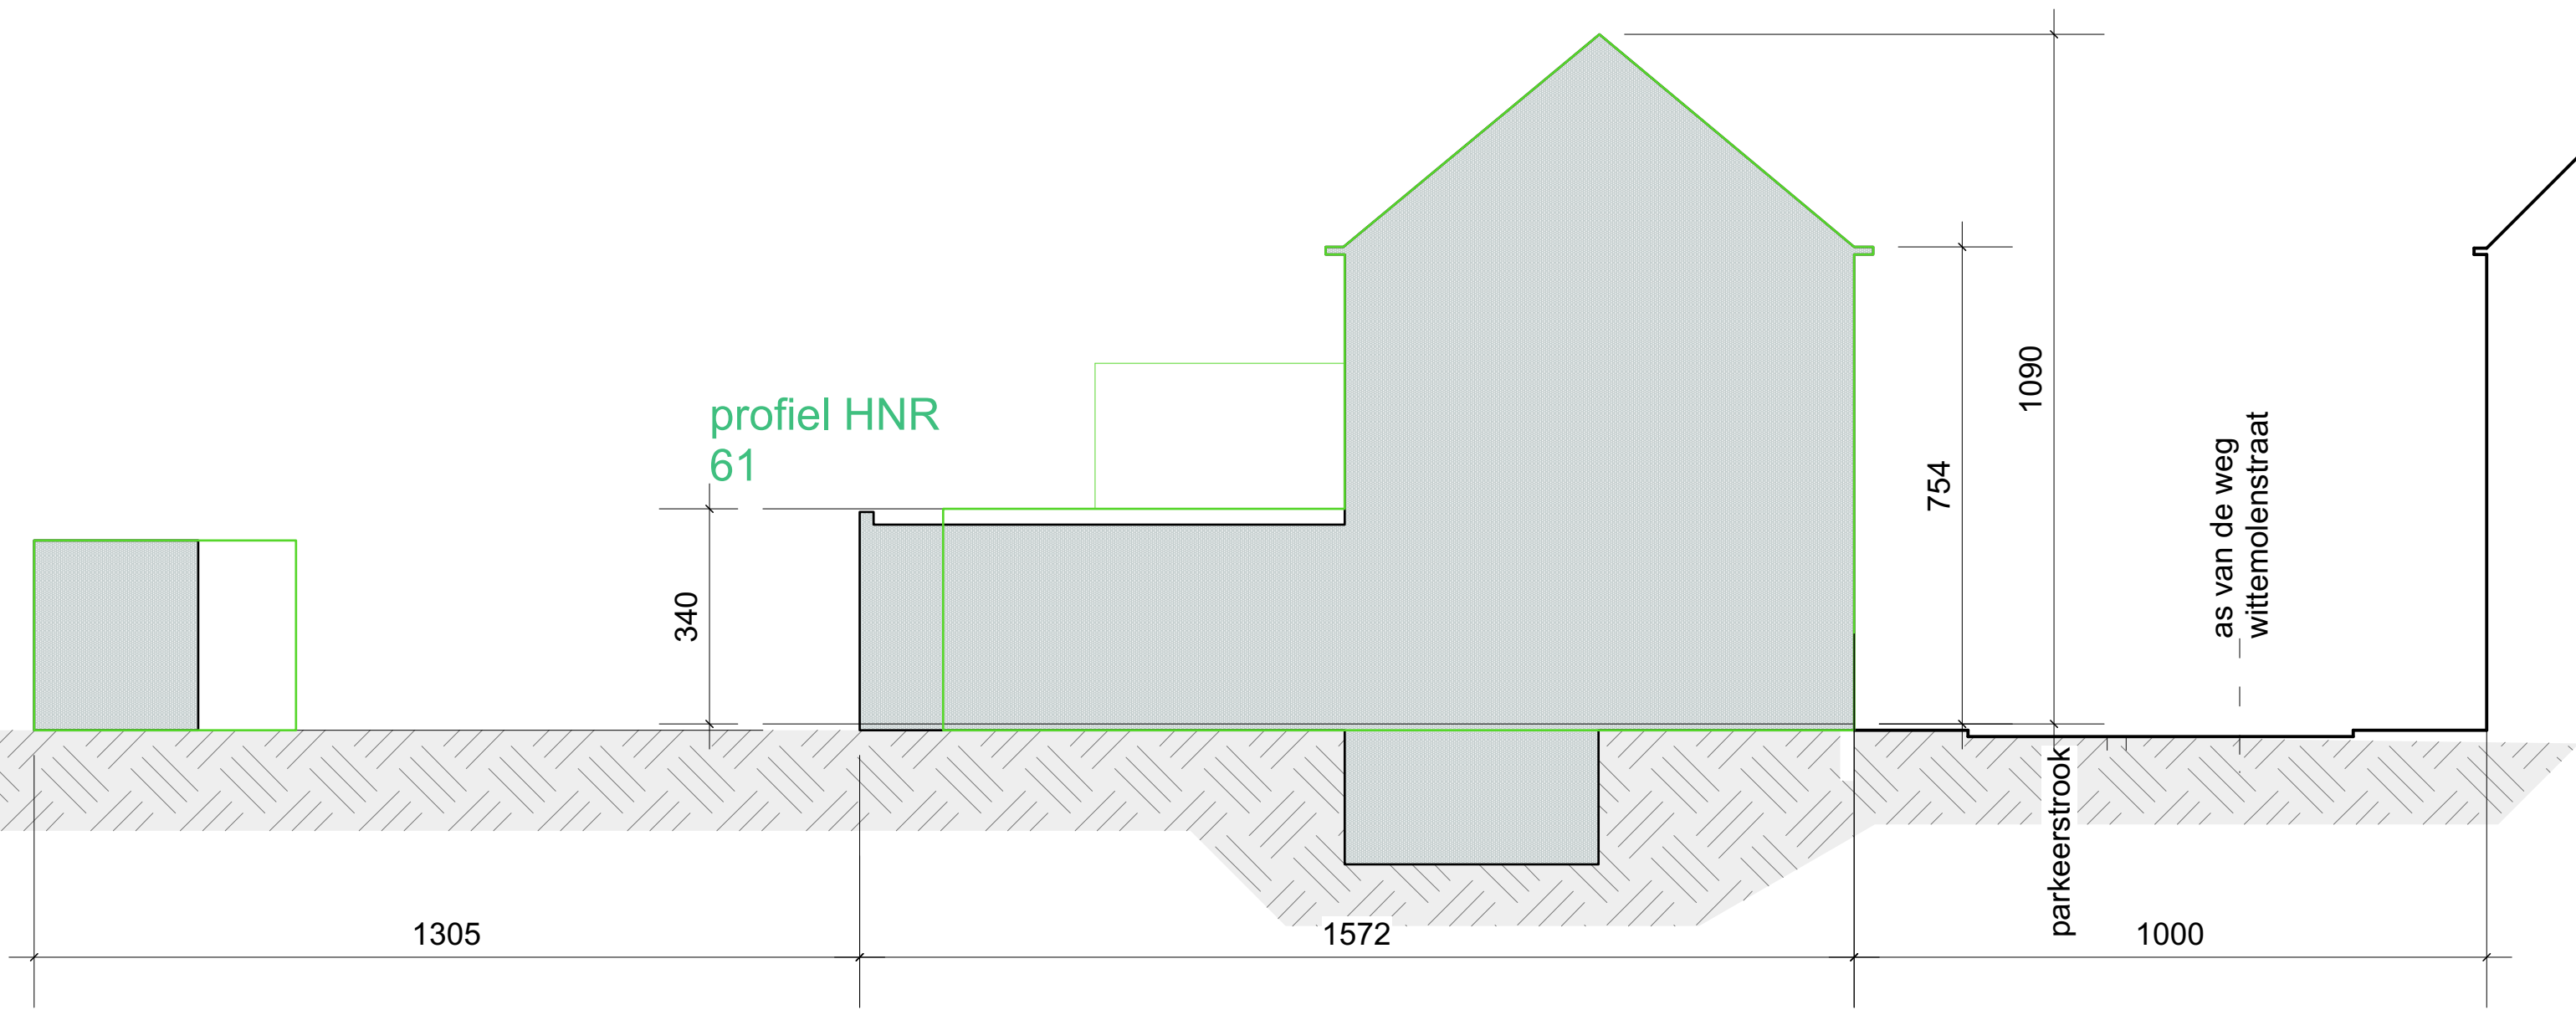 profiel HNR
61
340
754
1090
as van de weg
wittemolenstraat
parkeerstrook
1305
1572
1000